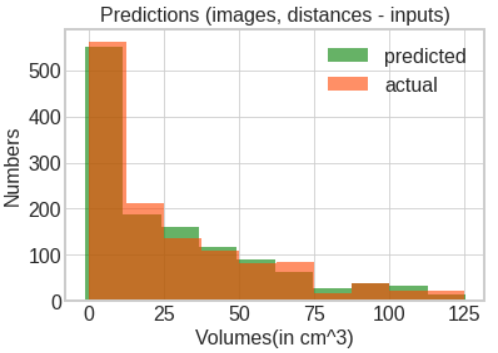 Predictions (images, distances - inputs)
predicted
actual
500
400
300
200
100
0
Numbers
0 25 50 75 100 125
Volumes(in cm^3)